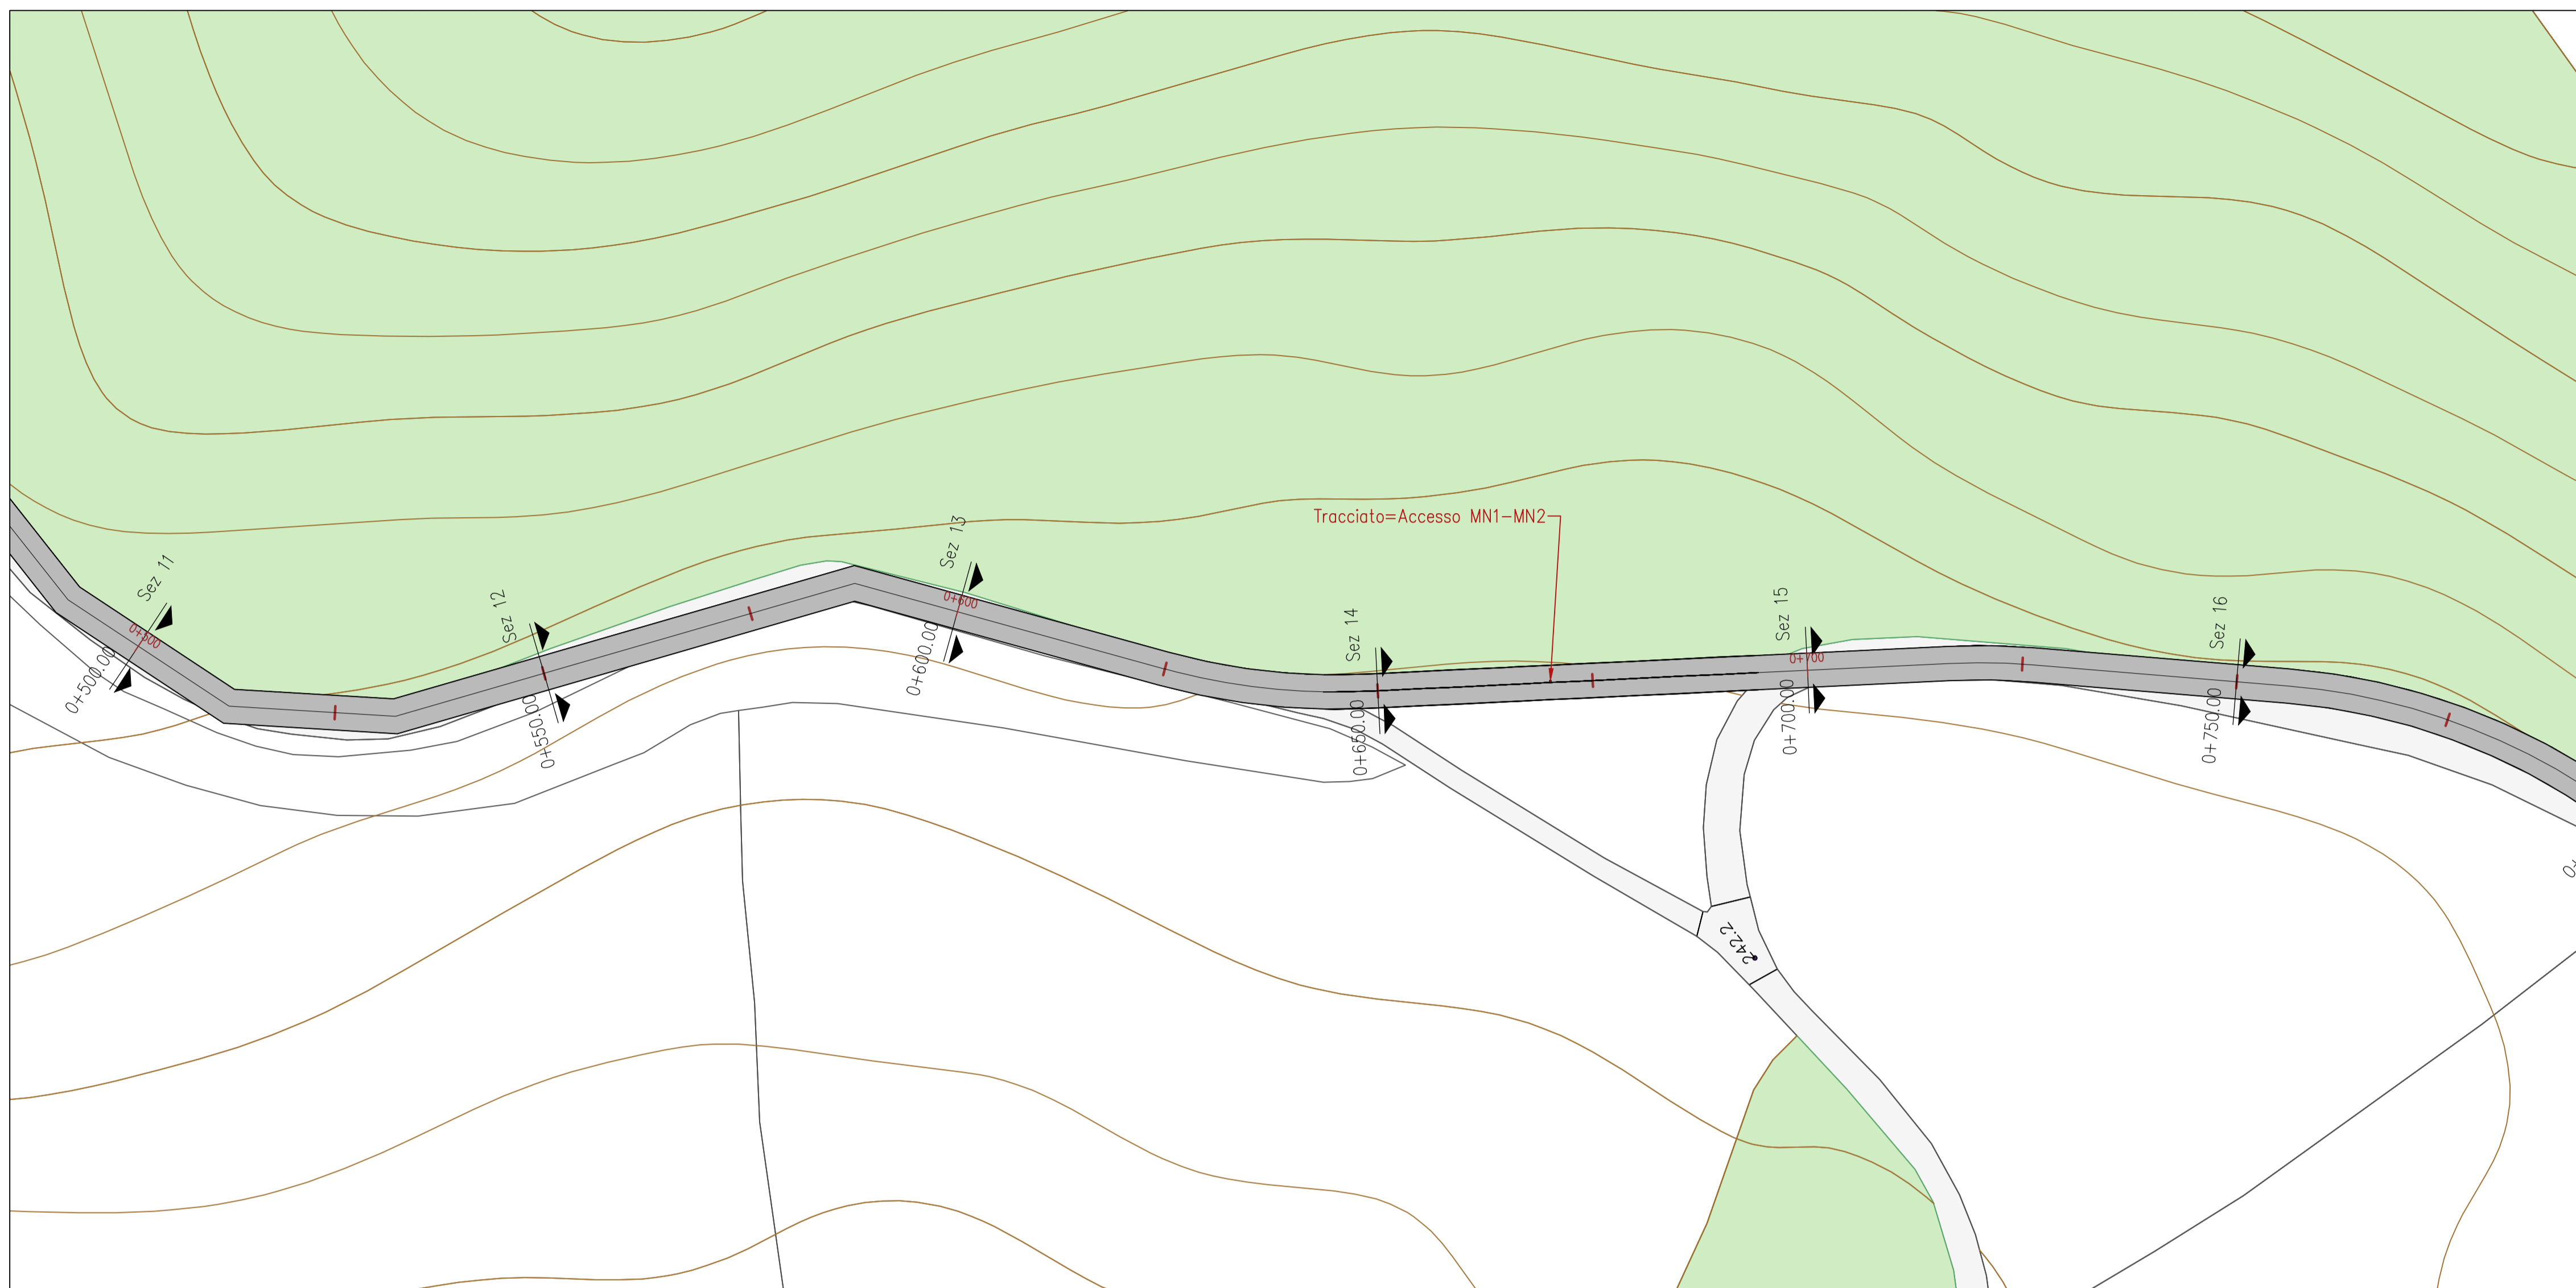 Sez 11
0+500
0+500.00
Sez 12
0+550.00
Sez 13
0+600
0+600.00
Tracciato=Accesso MN1-MN2
Sez 14
0+650.00
Sez 15
0+700
0+700.00
Sez 16
0+750.00
242.2